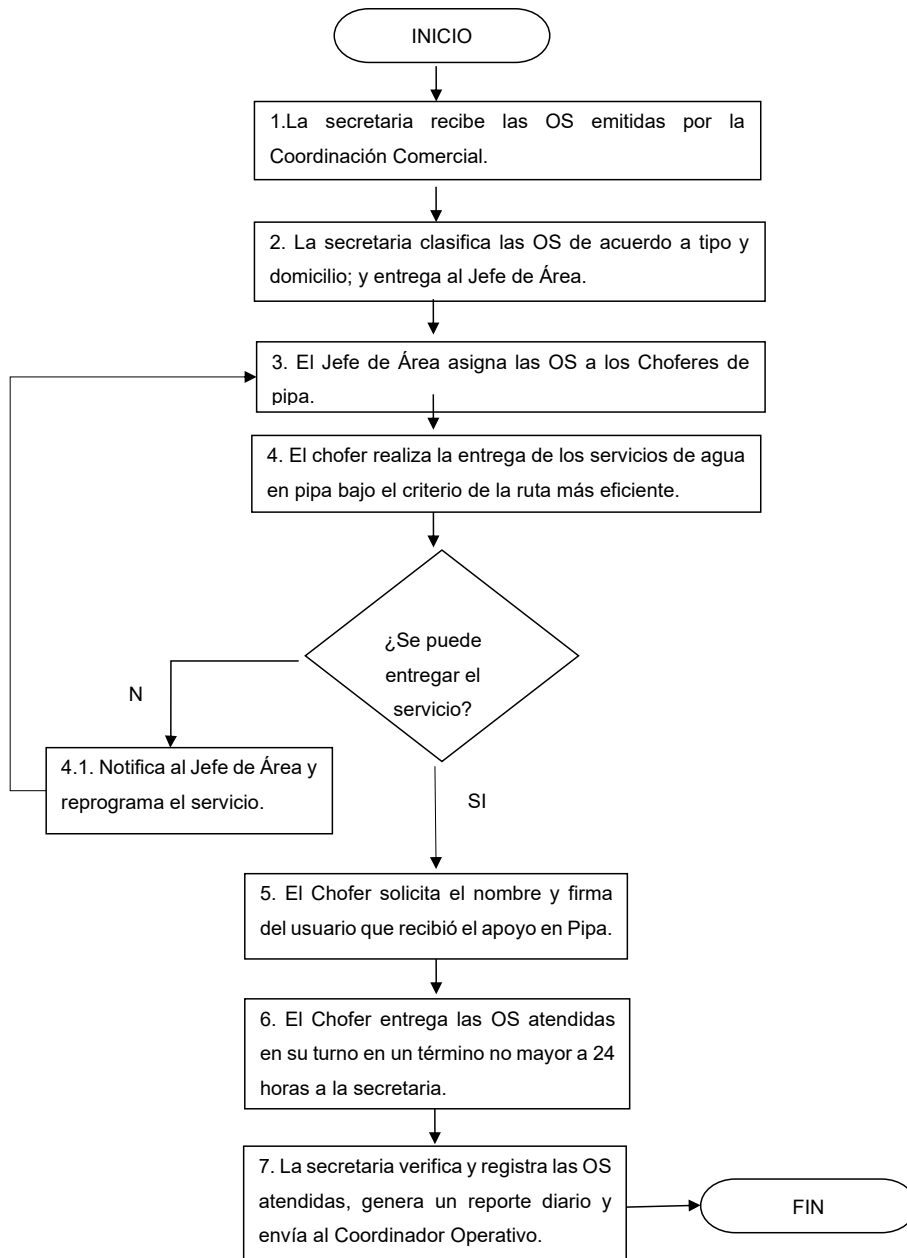 INICIO
1.La secretaria recibe las OS emitidas por la
Coordinación Comercial.
2. La secretaria clasifica las OS de acuerdo a tipo y
domicilio; y entrega al Jefe de Área.
3. El Jefe de Área asigna las OS a los Choferes de
pipa.
4. El chofer realiza la entrega de los servicios de agua
en pipa bajo el criterio de la ruta más eficiente.
¿Se puede
entregar el
servicio?
N
4.1. Notifica al Jefe de Área y
reprograma el servicio.
SI
5. El Chofer solicita el nombre y firma
del usuario que recibió el apoyo en Pipa.
6. El Chofer entrega las OS atendidas
en su turno en un término no mayor a 24
horas a la secretaria.
7. La secretaria verifica y registra las OS
atendidas, genera un reporte diario y
envía al Coordinador Operativo.
FIN